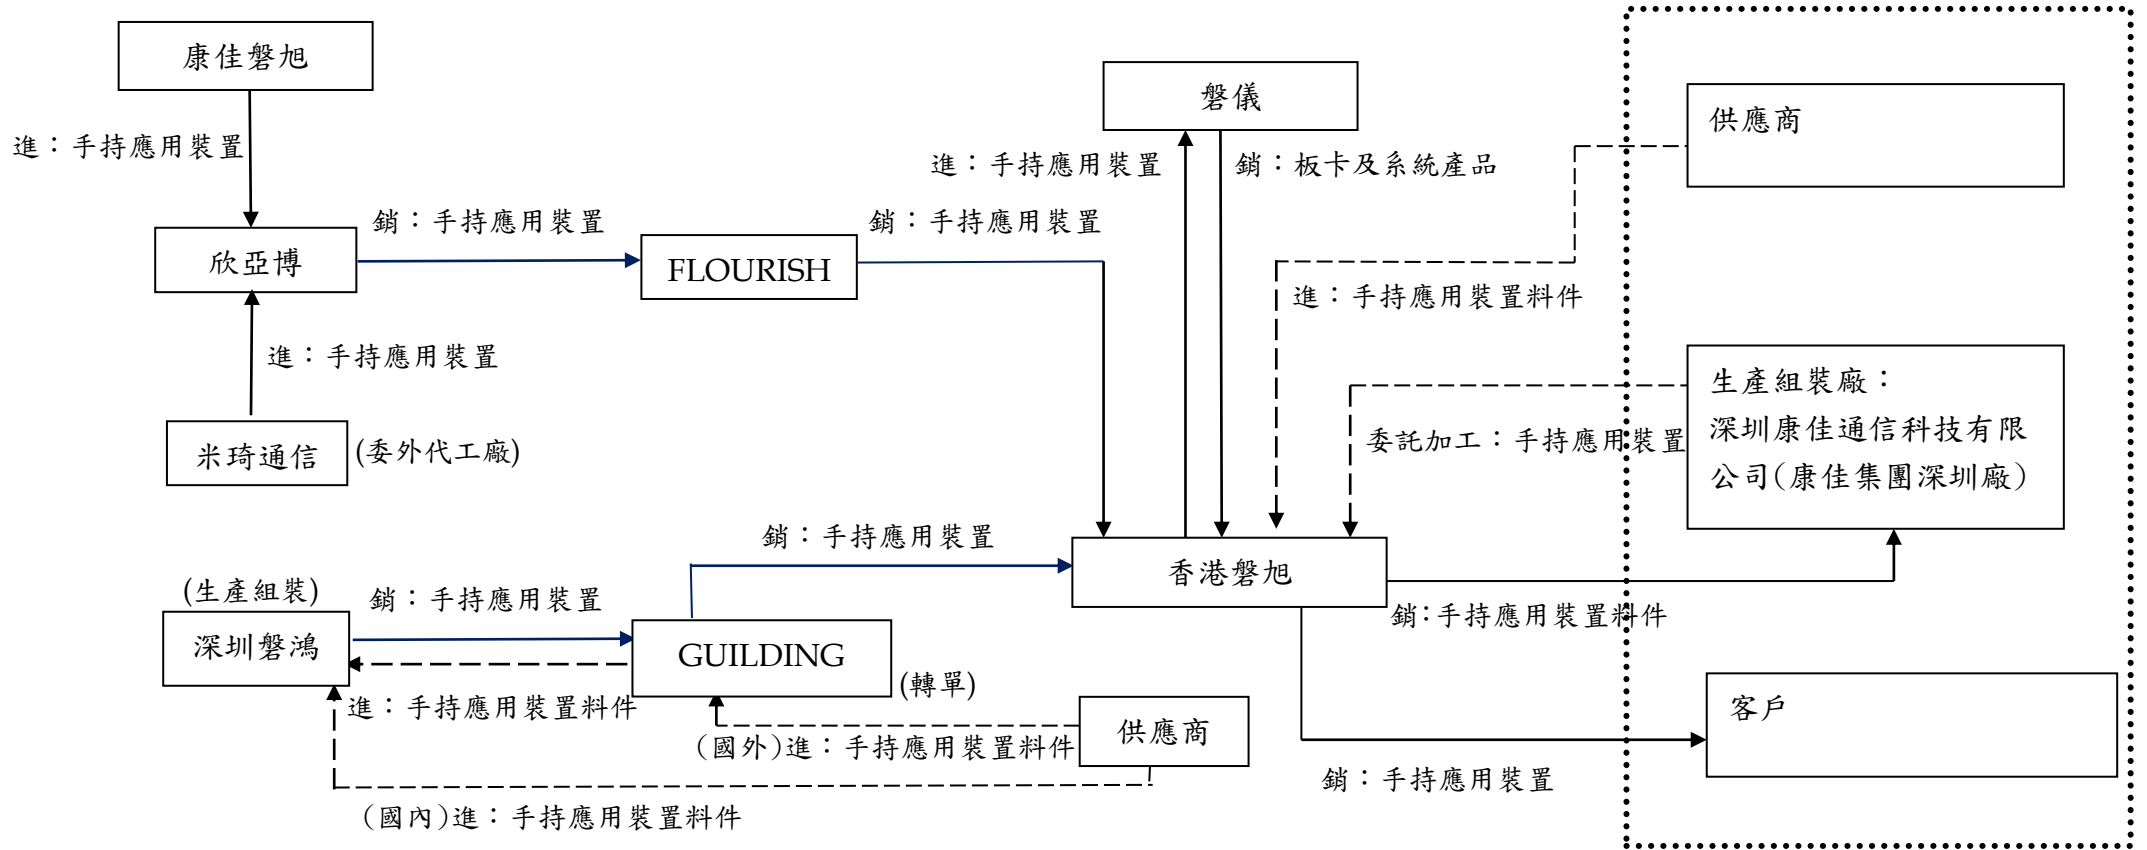 康佳磐旭
磐儀
供應商
進：手持應用裝置
進：手持應用裝置
銷：板卡及系統產品
銷：手持應用裝置
銷：手持應用裝置
欣亞博
FLOURISH
進：手持應用裝置料件
進：手持應用裝置
生產組裝廠：
深圳康佳通信科技有限
公司(康佳集團深圳廠)
委託加工：手持應用裝置
米琦通信
(委外代工廠)
銷：手持應用裝置
香港磐旭
(生產組裝)
銷：手持應用裝置
銷:手持應用裝置料件
深圳磐鴻
GUILDING
(轉單)
進：手持應用裝置料件
客戶
供應商
(國外)進：手持應用裝置料件
銷：手持應用裝置
(國內)進：手持應用裝置料件